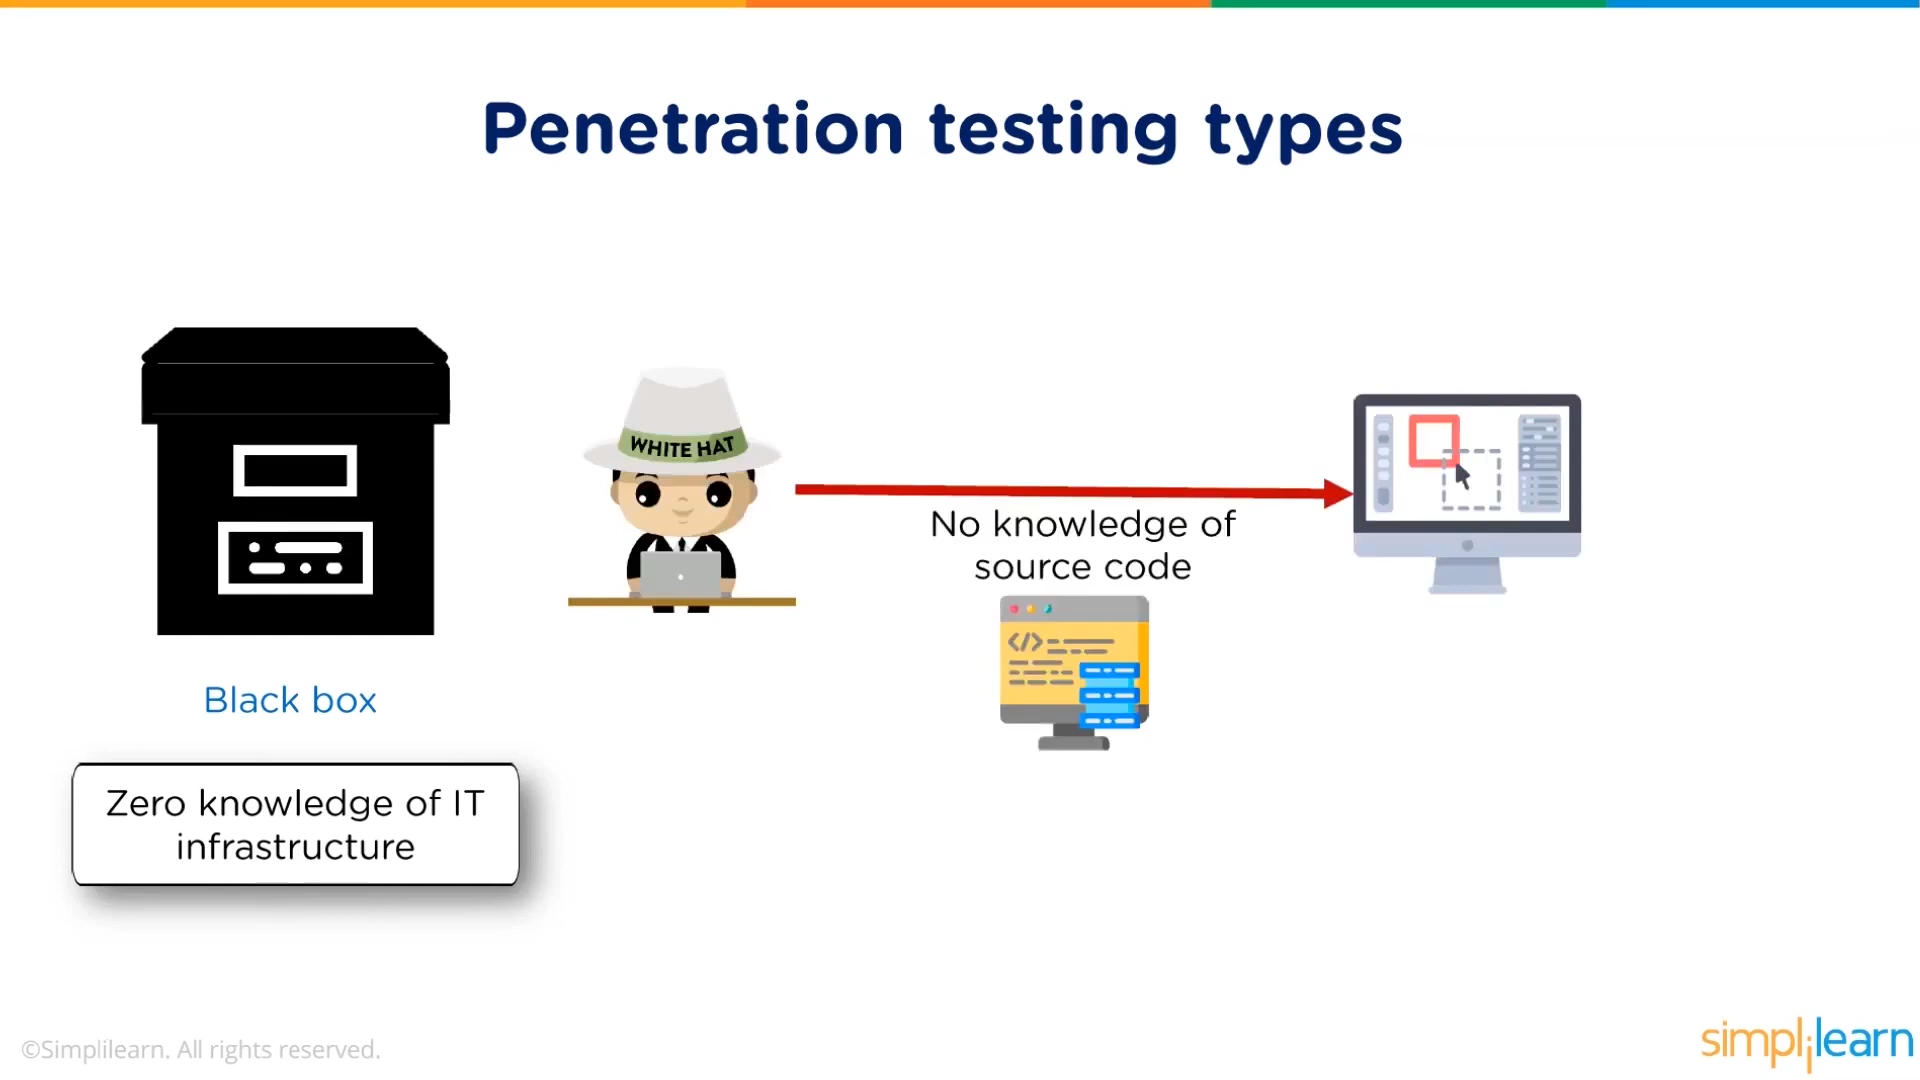 Penetration testing types
WHITE HAT
No knowledge of
source code
</>
Black box
Zero knowledge of IT
infrastructure
©Simplilearn. All rights reserved.
simplilearn